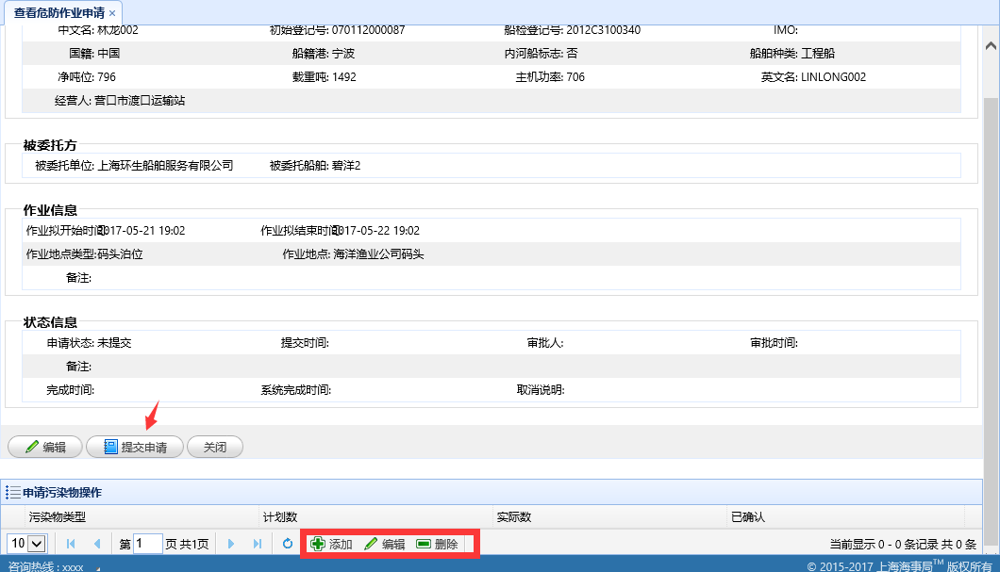 查看危防作业申请 ×
中文名: 林龙002 初始登记号: 070112000087 船检登记号: 2012C3100340 IMO:
国籍: 中国 船籍港: 宁波 内河船标志: 否 船舶种类: 工程船
净吨位: 796 载重吨: 1492 主机功率: 706 英文名: LINLONG002
经营人: 营口市渡口运输站
被委托方
被委托单位: 上海环生船舶服务有限公司 被委托船舶: 碧洋2
作业信息
作业拟开始时间: 2017-05-21 19:02 作业拟结束时间: 2017-05-22 19:02
作业地点类型: 码头泊位 作业地点: 海洋渔业公司码头
备注:
状态信息
申请状态: 未提交 提交时间: 审批人: 审批时间:
备注:
完成时间: 系统完成时间: 取消说明:
编辑 提交申请 关闭
申请污染物操作
污染物类型 计划数 实际数 已确认
10 第 1 页 共1页 添加 编辑 删除 当前显示 0 - 0 条记录 共 0 条
咨询热线 : xxxx © 2015-2017 上海海事局TM 版权所有